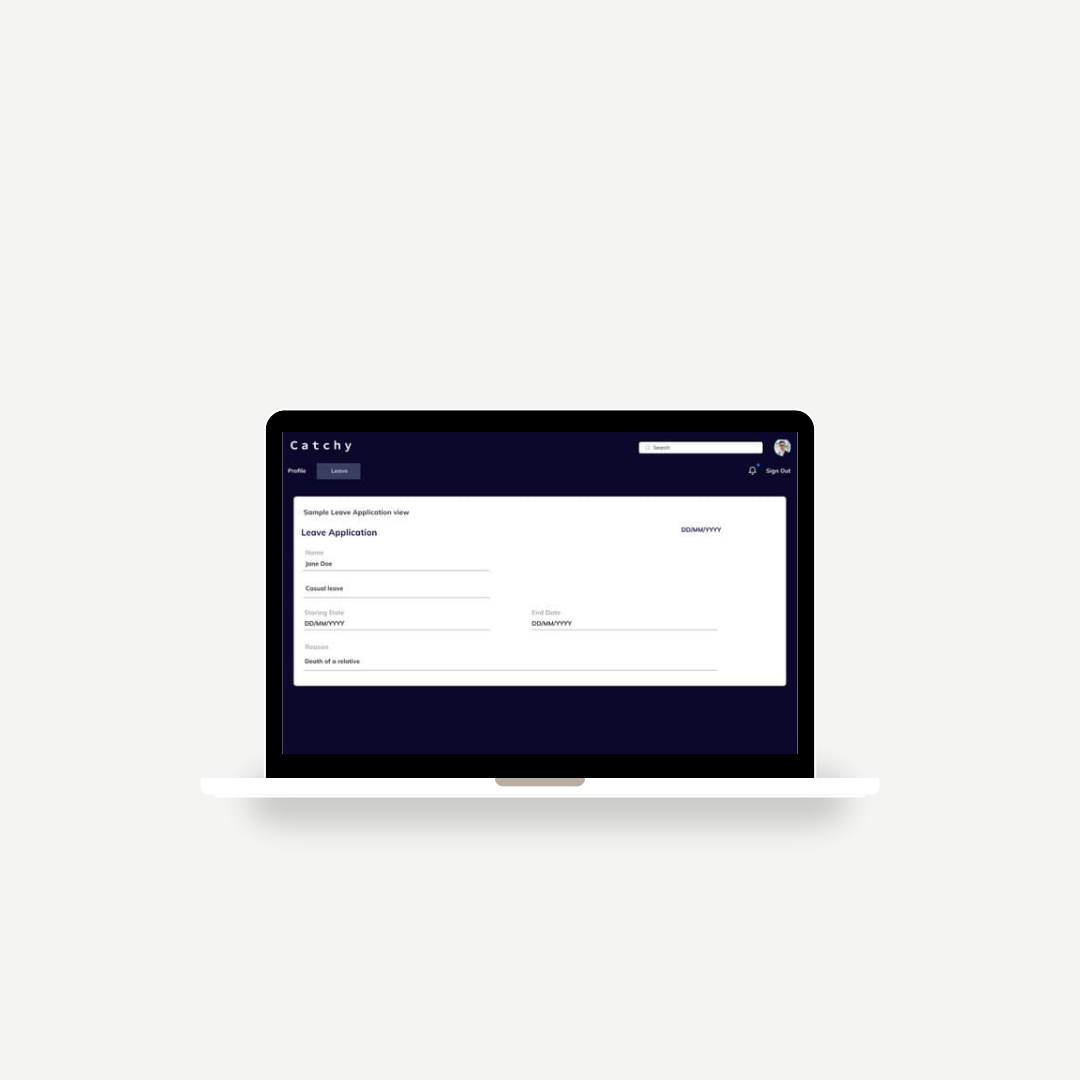 Catchy
Search
Profile
Leave
Sign Out
Sample Leave Application view
Leave Application
DD/MM/YYYY
Name
Jane Doe
Casual leave
Staring Date
End Date
DD/MM/YYYY
DD/MM/YYYY
Reason
Death of a relative